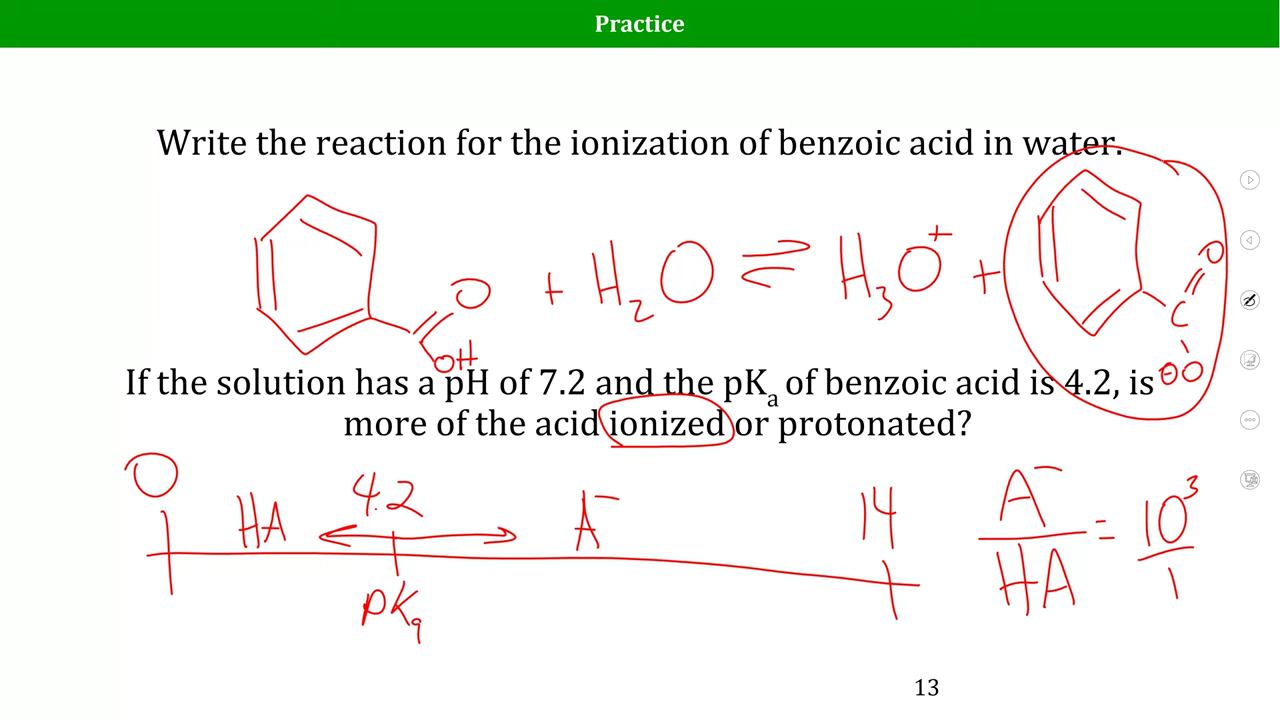 Practice
Write the reaction for the ionization of benzoic acid in water.
O
OH
+ H₂O ⇌ H₃O⁺ +
O
C
⊖O
If the solution has a pH of 7.2 and the pKₐ of benzoic acid is 4.2, is
more of the acid ionized or protonated?
0 HA 4.2 A⁻ 14
pKₐ
A⁻/HA = 10³/1
13